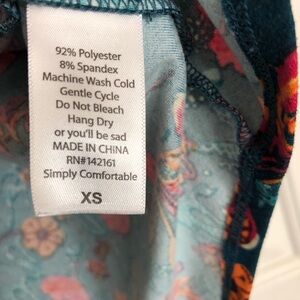 92% Polyester
8% Spandex
Machine Wash Cold
Gentle Cycle
Do Not Bleach
Hang Dry
or you'll be sad
MADE IN CHINA
RN#142161
Simply Comfortable
XS